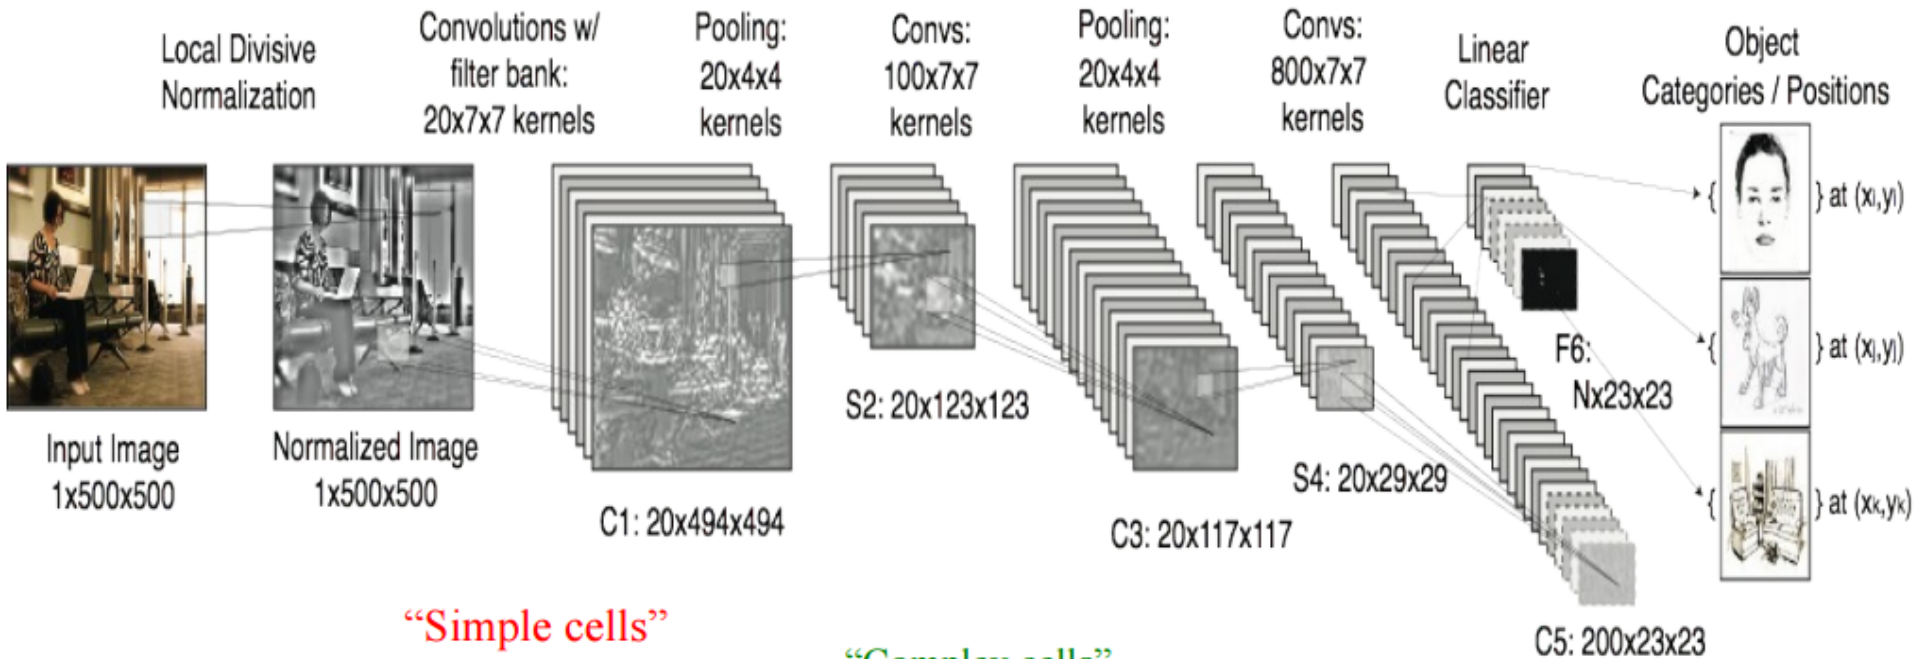 Local Divisive
Normalization
Convolutions w/
filter bank:
20x7x7 kernels
Pooling:
20x4x4
kernels
Convs:
100x7x7
kernels
Pooling:
20x4x4
kernels
Convs:
800x7x7
kernels
Linear
Classifier
Object
Categories / Positions
{ } at (xi,yi)
{ } at (xj,yj)
{ } at (xk,yk)
Input Image
1x500x500
Normalized Image
1x500x500
C1: 20x494x494
S2: 20x123x123
C3: 20x117x117
S4: 20x29x29
F6:
Nx23x23
C5: 200x23x23
“Simple cells”
“Complex cells”